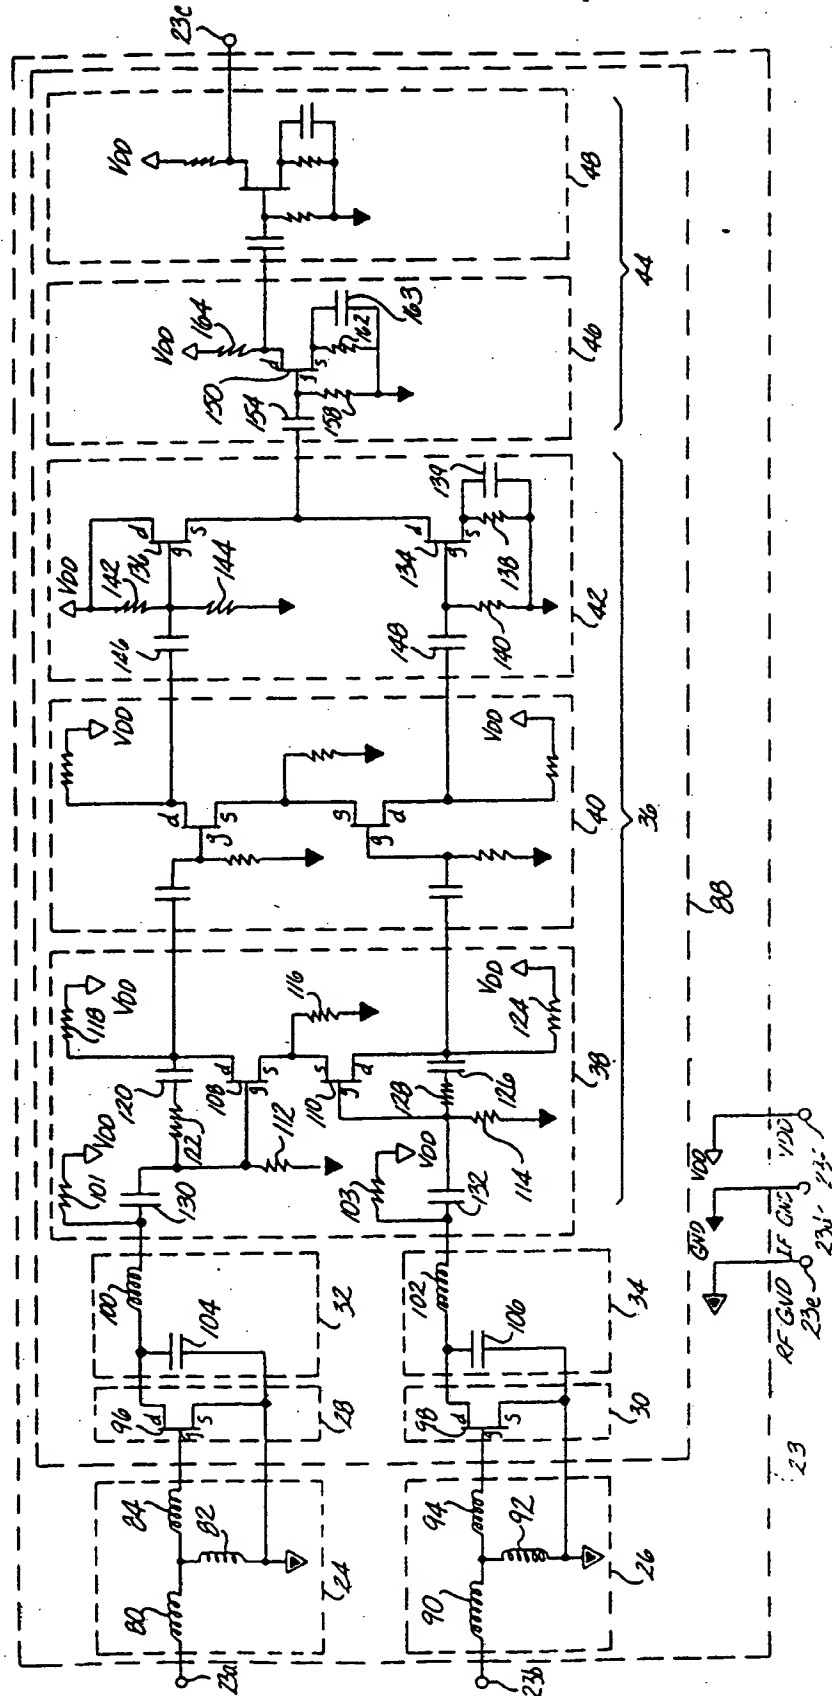 23a
80
84
82
24
96
d
g
s
28
100
104
32
101
VDD
130
120
122
118
VDD
108
d
g
s
112
116
110
s
g
d
103
VDD
132
128
126
114
124
VDD
38
VDD
d
g
s
s
g
d
VDD
40
VDD
142
136
d
g
s
144
146
134
d
g
s
148
140
138
139
42
36
VDD
164
150
d
g
s
154
158
162
163
46
VDD
48
44
23c
23b
90
94
92
26
98
d
g
s
30
102
106
34
88
23
RF GND
23e
GND
IF GND
VDD
VDD